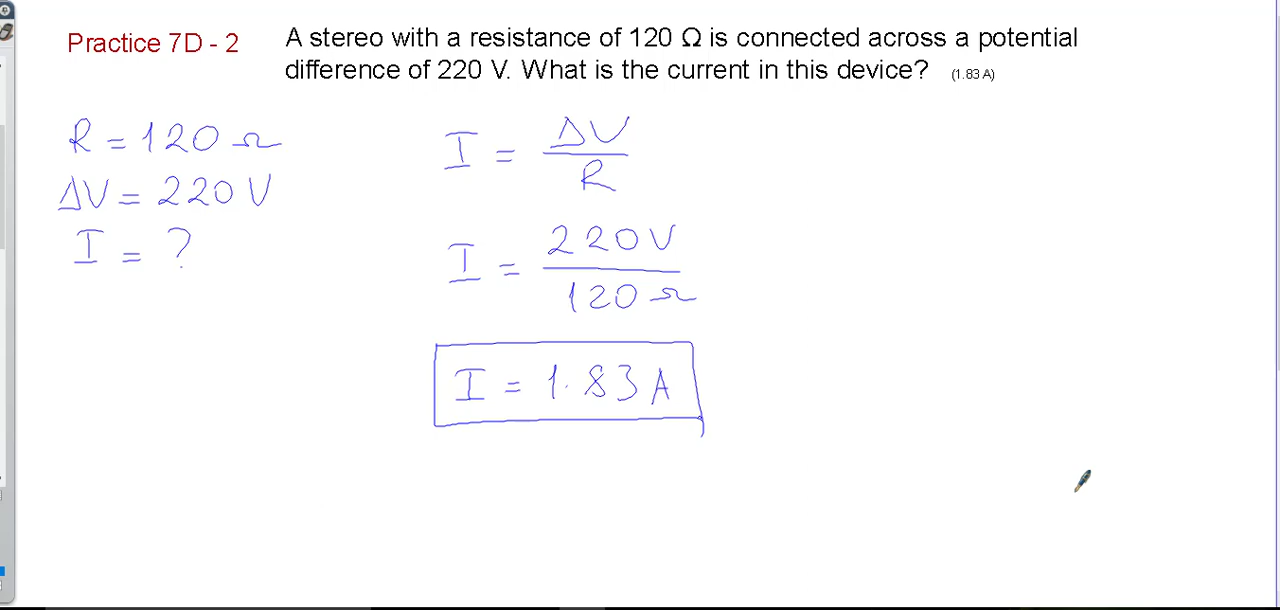 Practice 7D - 2
A stereo with a resistance of 120 Ω is connected across a potential
difference of 220 V. What is the current in this device? (1.83 A)
R = 120 Ω
ΔV = 220 V
I = ?
I = ΔV / R
I = 220 V / 120 Ω
I = 1.83 A